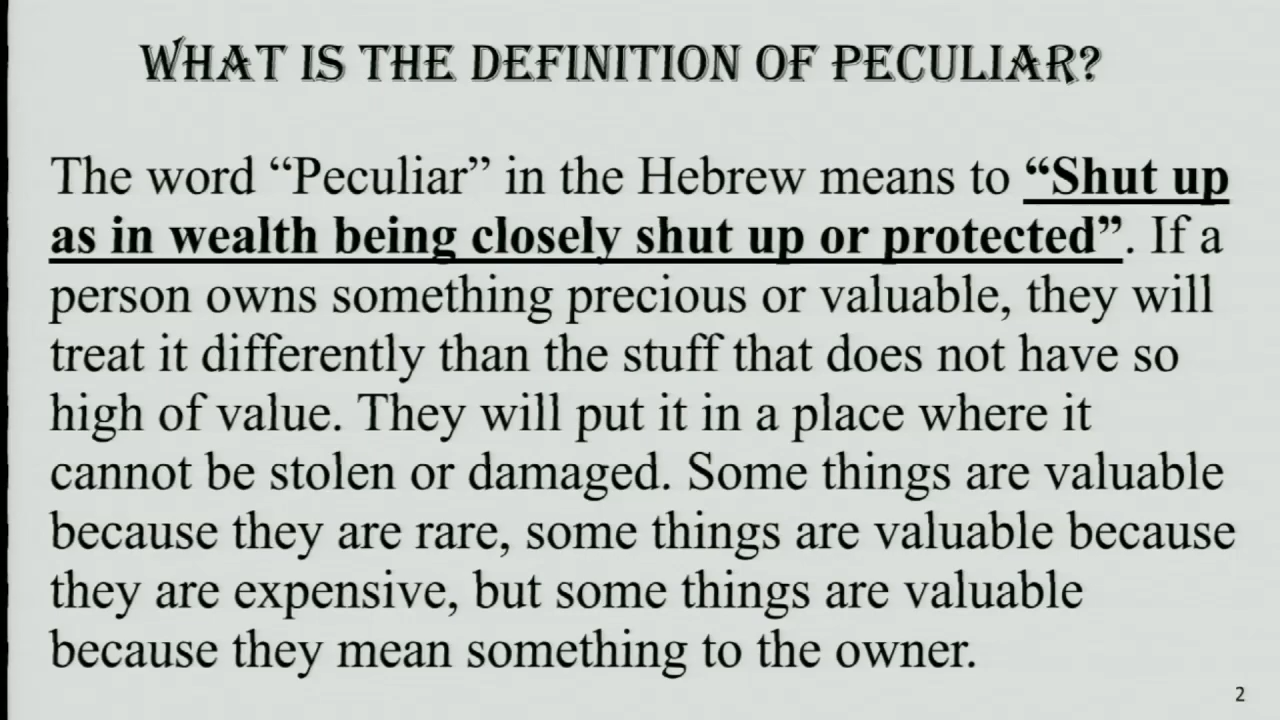 WHAT IS THE DEFINITION OF PECULIAR?
The word “Peculiar” in the Hebrew means to “Shut up
as in wealth being closely shut up or protected”. If a
person owns something precious or valuable, they will
treat it differently than the stuff that does not have so
high of value. They will put it in a place where it
cannot be stolen or damaged. Some things are valuable
because they are rare, some things are valuable because
they are expensive, but some things are valuable
because they mean something to the owner.
2